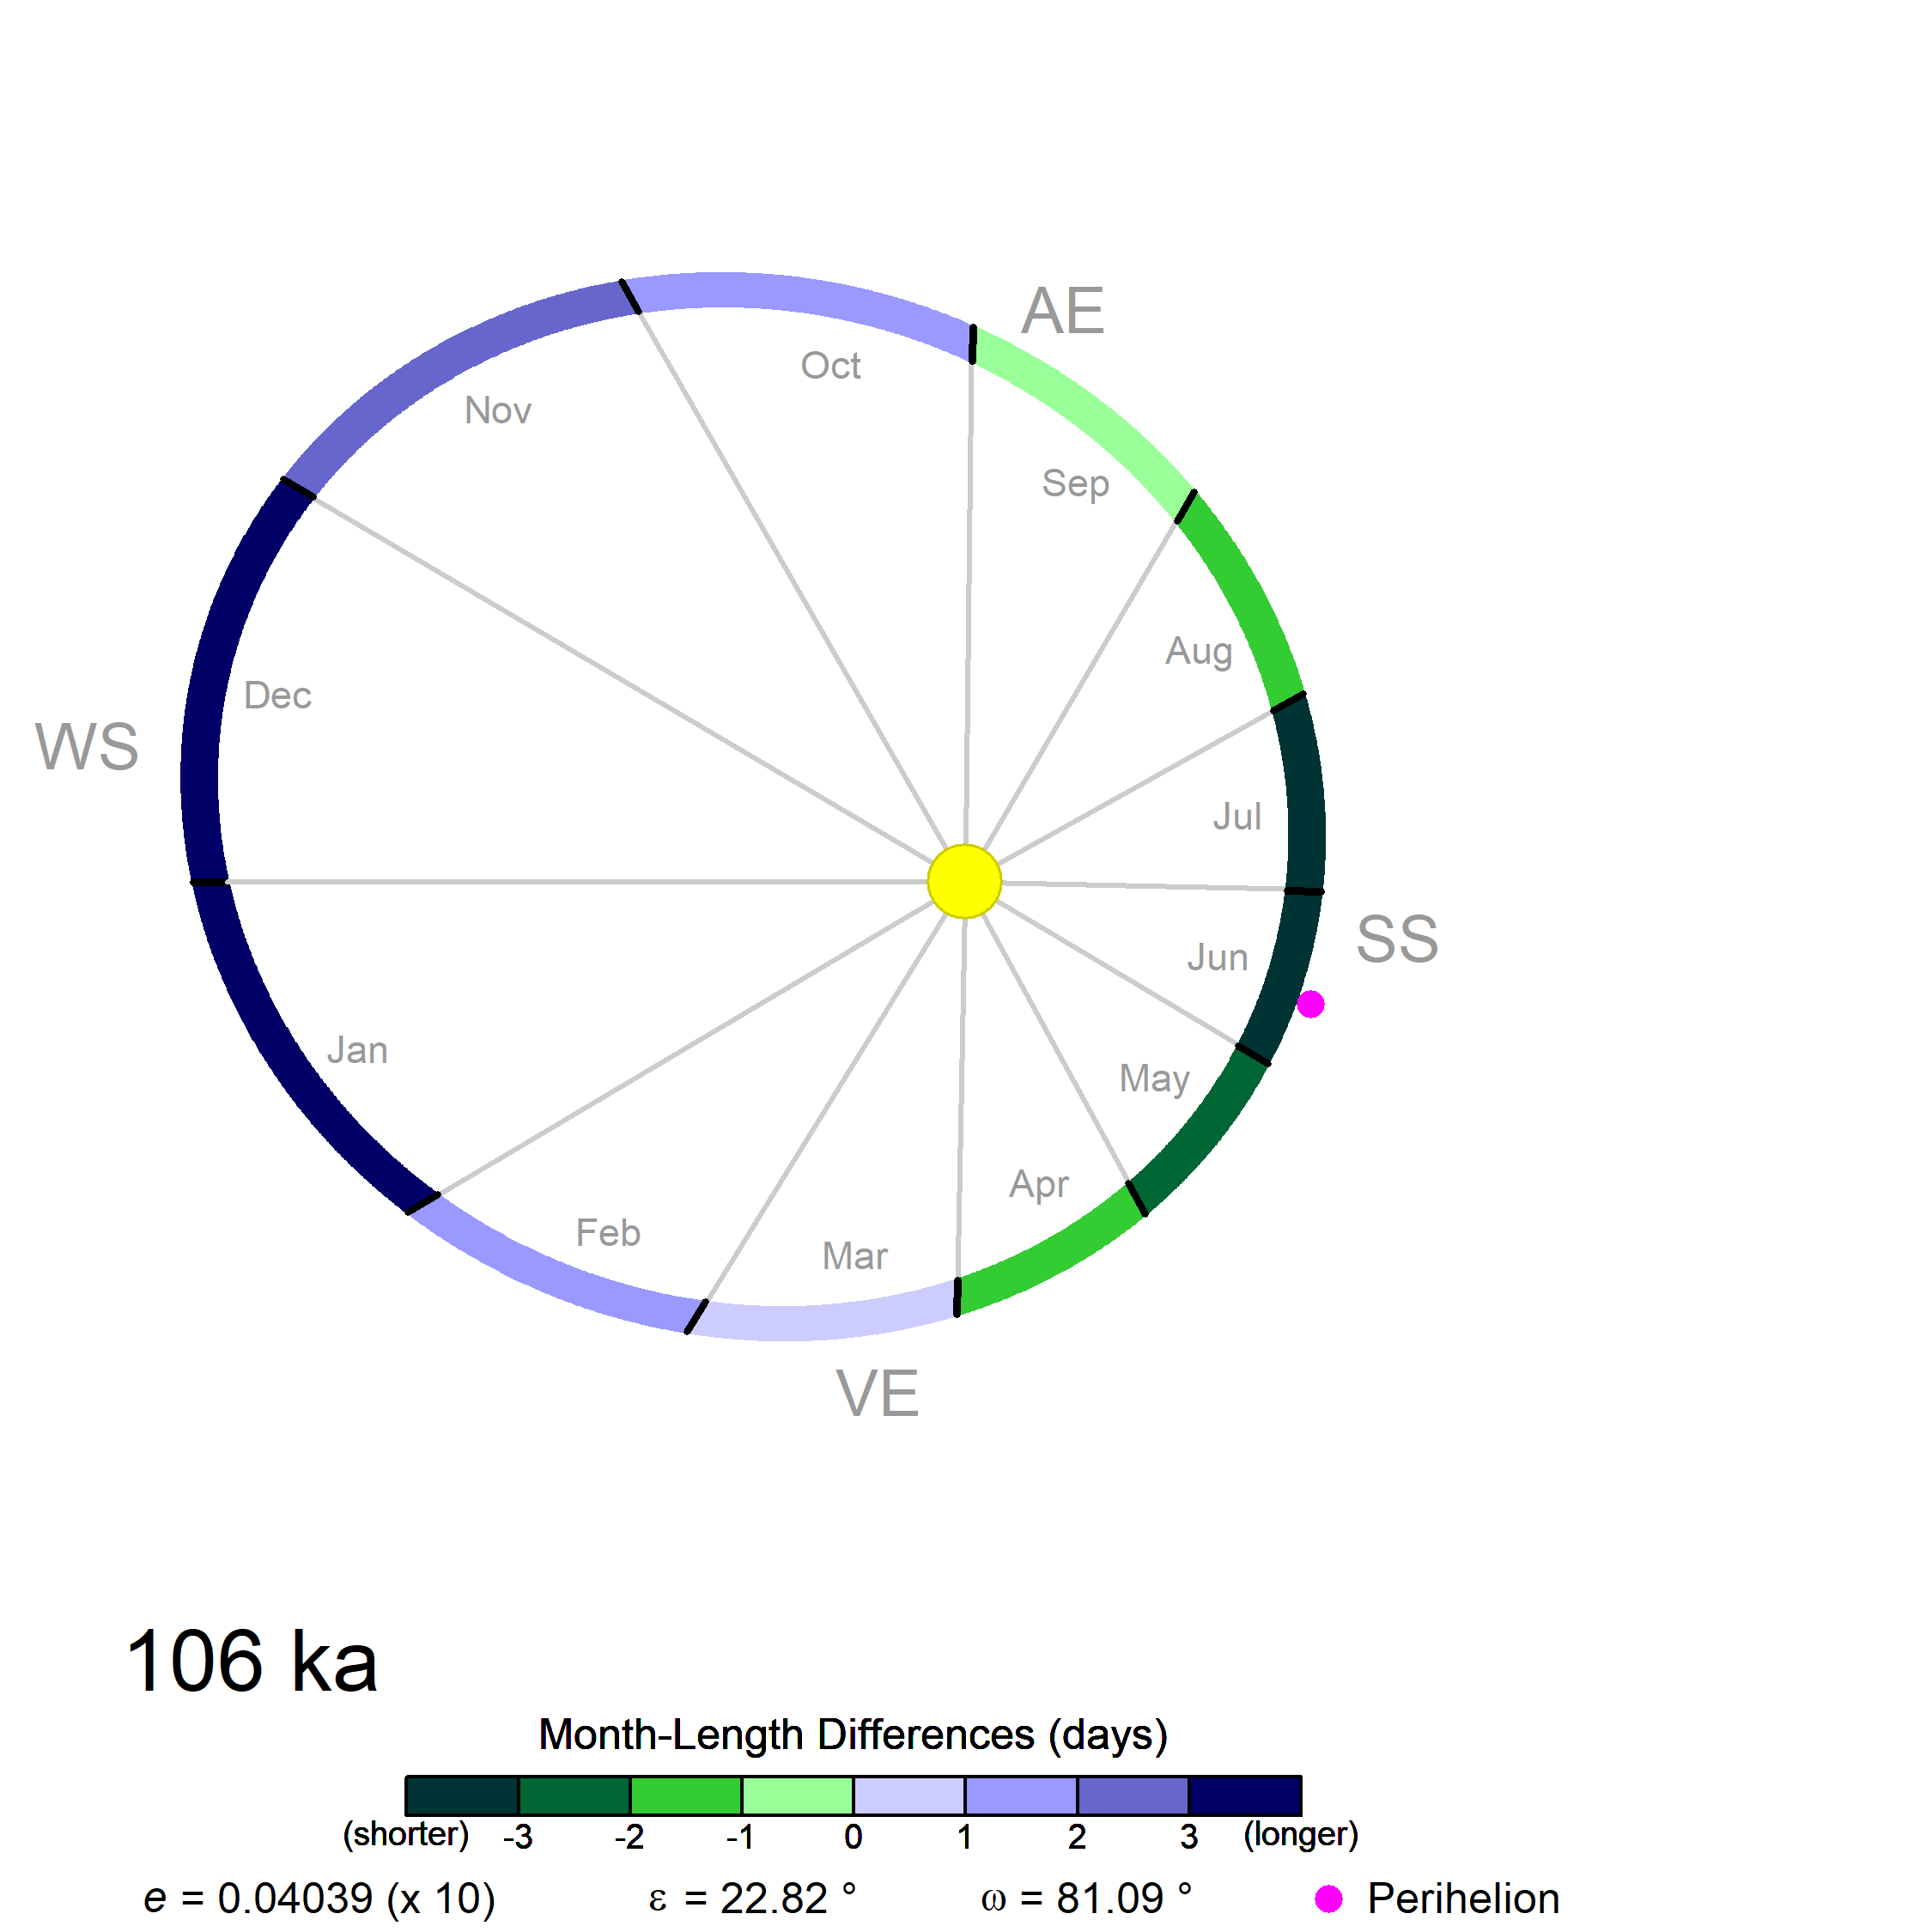 AE
Oct
Nov
Sep
Aug
Dec
WS
Jul
SS
Jun
Jan
May
Apr
Feb
Mar
VE
106 ka
Month-Length Differences (days)
(shorter) -3 -2 -1 0 1 2 3 (longer)
e = 0.04039 (x 10) ε = 22.82 ° ω = 81.09 ° Perihelion